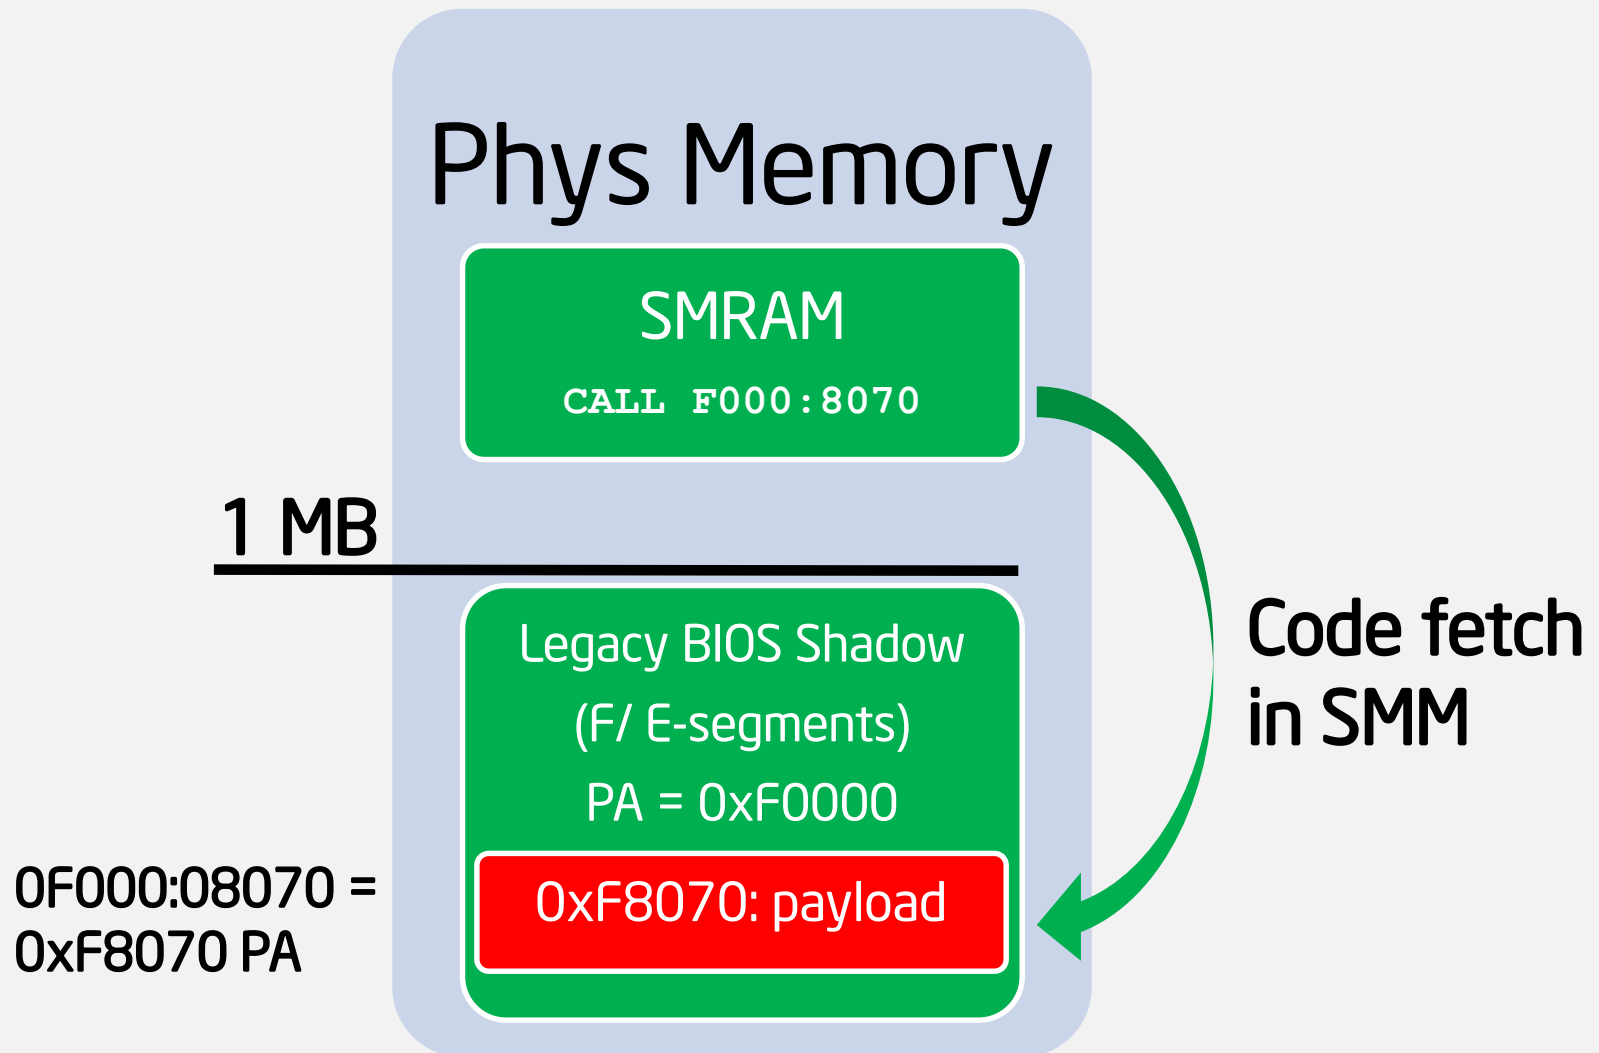 Phys Memory
SMRAM
CALL F000:8070
1 MB
Legacy BIOS Shadow
(F/ E-segments)
PA = 0xF0000
0xF8070: payload
0F000:08070 =
0xF8070 PA
Code fetch
in SMM